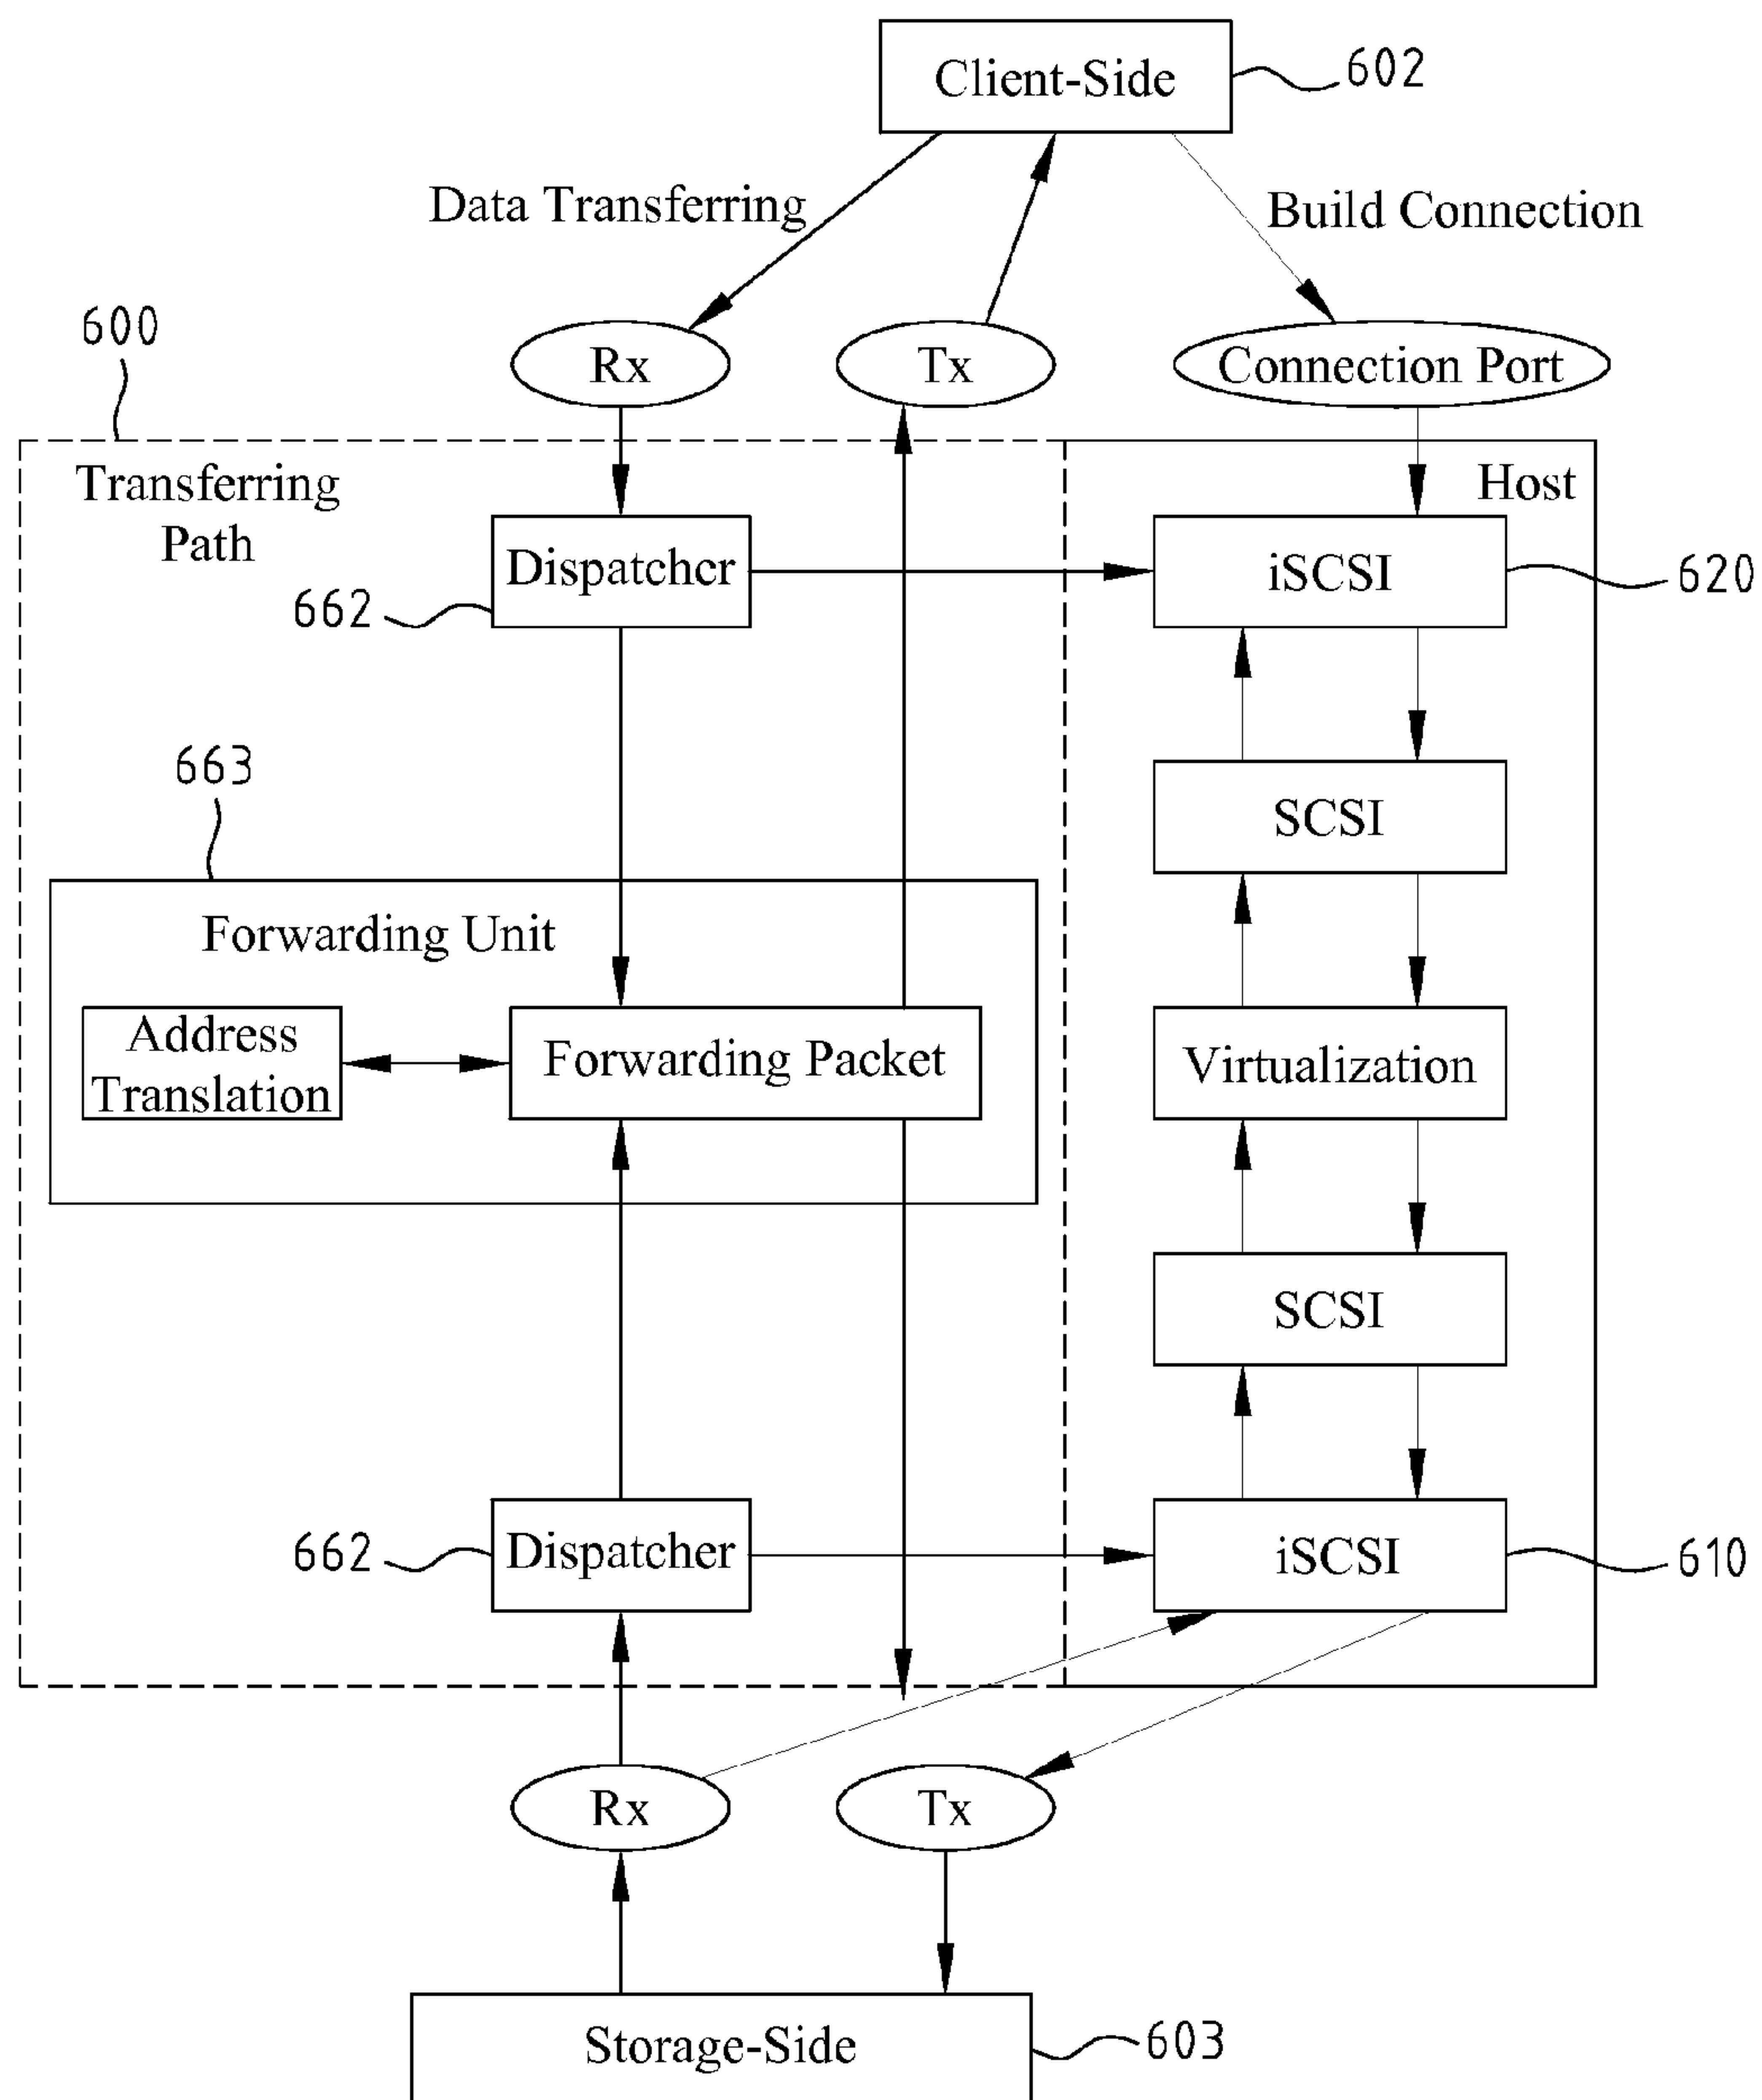 Client-Side
602
Data Transferring
Build Connection
600
Rx
Tx
Connection Port
Transferring
Path
Host
Dispatcher
iSCSI
662
620
663
SCSI
Forwarding Unit
Address
Translation
Forwarding Packet
Virtualization
SCSI
662
Dispatcher
iSCSI
610
Rx
Tx
Storage-Side
603